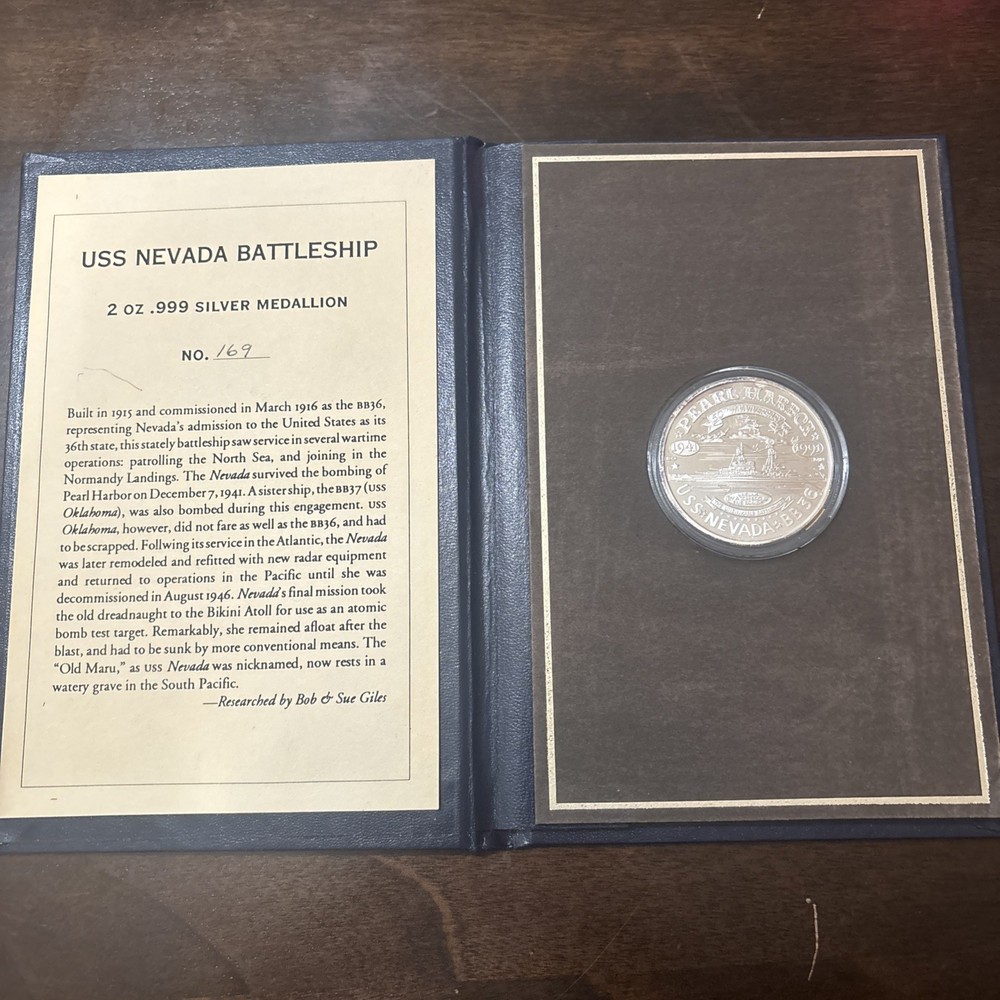 USS NEVADA BATTLESHIP
2 OZ .999 SILVER MEDALLION
NO. 169
Built in 1915 and commissioned in March 1916 as the BB36,
representing Nevada's admission to the United States as its
36th state, this stately battleship saw service in several wartime
operations: patrolling the North Sea, and joining in the
Normandy Landings. The Nevada survived the bombing of
Pearl Harbor on December 7, 1941. A sister ship, the BB37 (USS
Oklahoma), was also bombed during this engagement. USS
Oklahoma, however, did not fare as well as the BB36, and had
to be scrapped. Follwing its service in the Atlantic, the Nevada
was later remodeled and refitted with new radar equipment
and returned to operations in the Pacific until she was
decommissioned in August 1946. Nevada's final mission took
the old dreadnaught to the Bikini Atoll for use as an atomic
bomb test target. Remarkably, she remained afloat after the
blast, and had to be sunk by more conventional means. The
"Old Maru," as USS Nevada was nicknamed, now rests in a
watery grave in the South Pacific.
—Researched by Bob & Sue Giles
PEARL HARBOR
1941 1991
USS NEVADA BB36